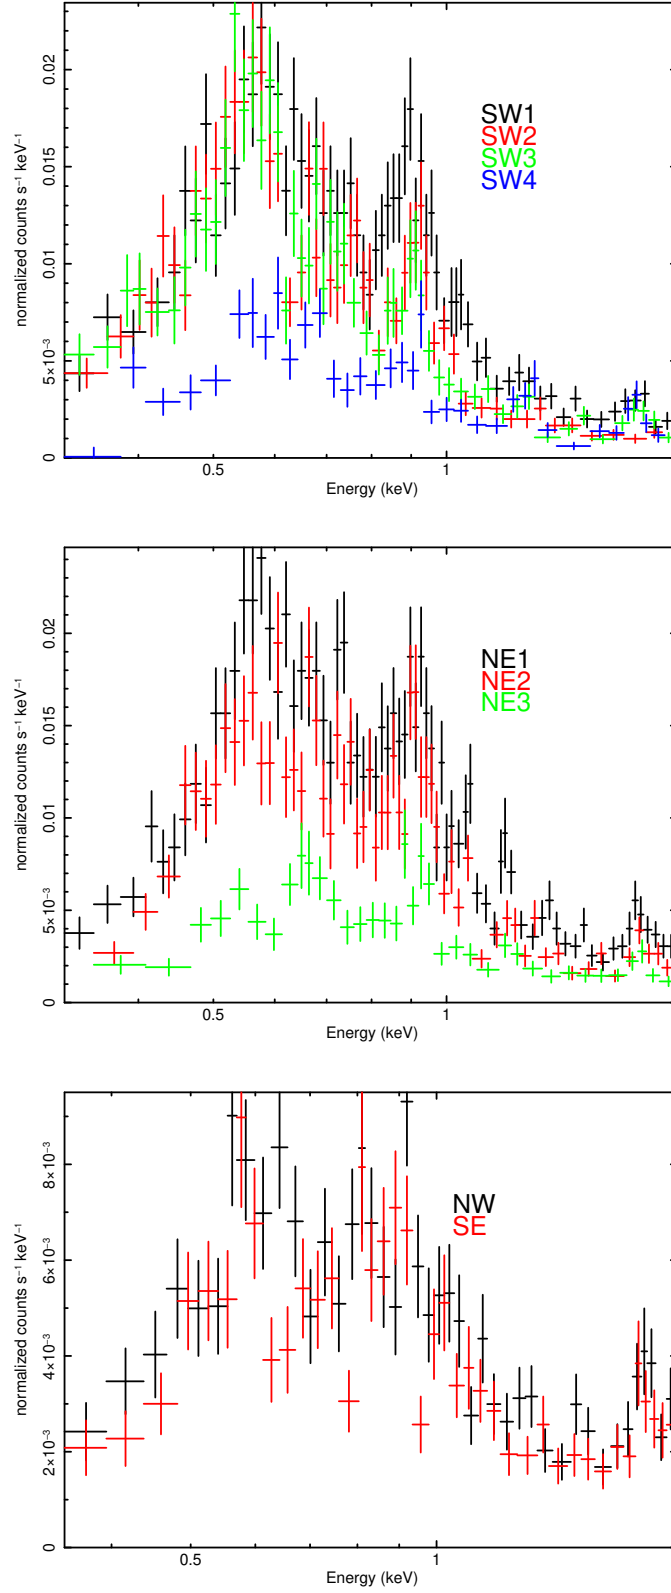 0.02
0.015
0.01
5×10⁻³
0
normalized counts s⁻¹ keV⁻¹
SW1
SW2
SW3
SW4
0.5
1
Energy (keV)
0.02
0.015
0.01
5×10⁻³
0
normalized counts s⁻¹ keV⁻¹
NE1
NE2
NE3
0.5
1
Energy (keV)
8×10⁻³
6×10⁻³
4×10⁻³
2×10⁻³
0
normalized counts s⁻¹ keV⁻¹
NW
SE
0.5
1
Energy (keV)